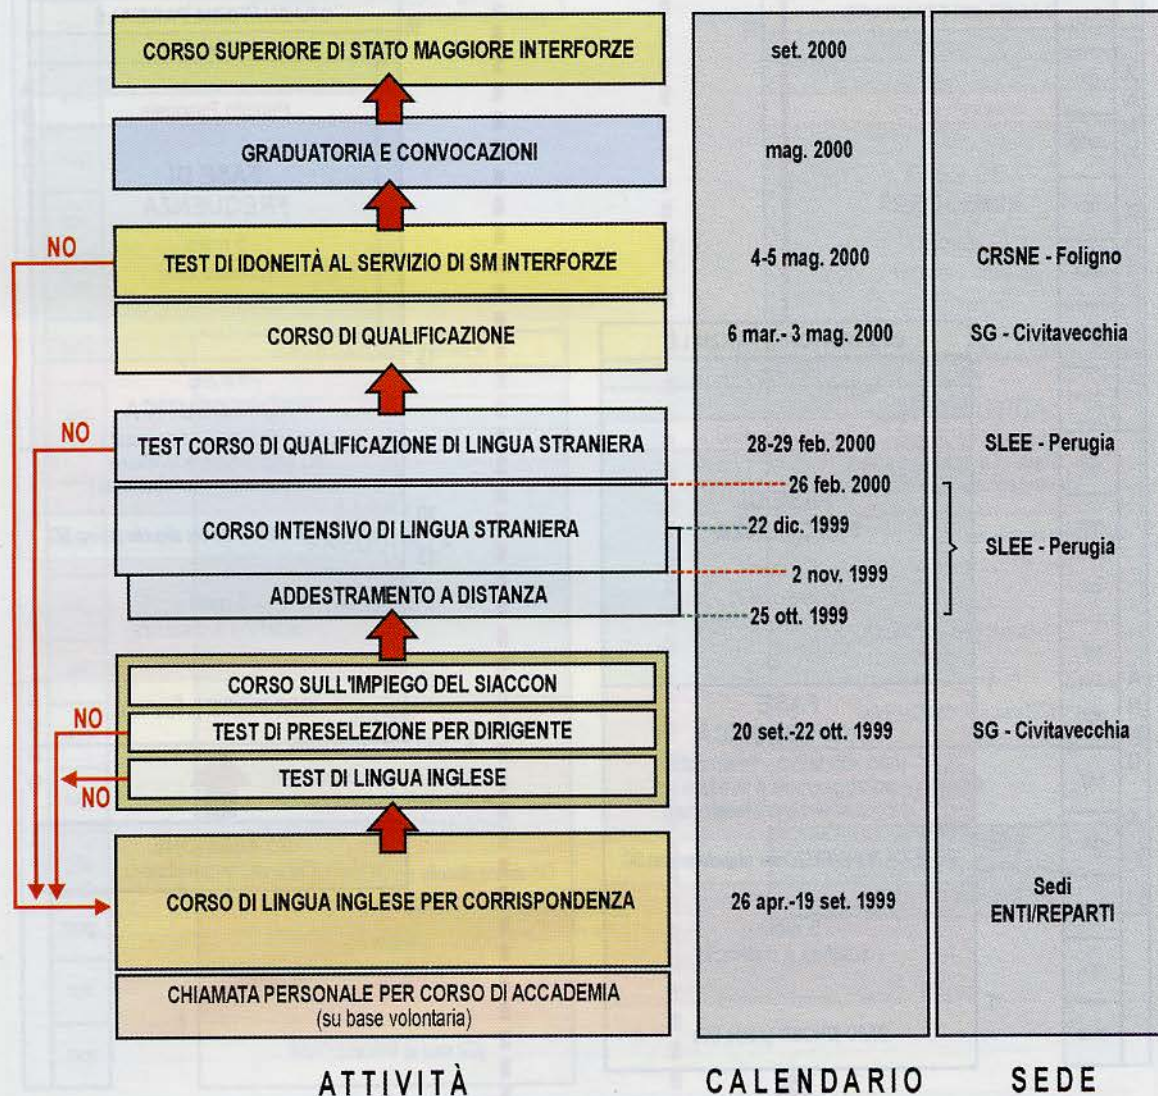 CORSO SUPERIORE DI STATO MAGGIORE INTERFORZE
set. 2000
GRADUATORIA E CONVOCAZIONI
mag. 2000
NO
TEST DI IDONEITÀ AL SERVIZIO DI SM INTERFORZE
4-5 mag. 2000
CRSNE - Foligno
CORSO DI QUALIFICAZIONE
6 mar.- 3 mag. 2000
SG - Civitavecchia
NO
TEST CORSO DI QUALIFICAZIONE DI LINGUA STRANIERA
28-29 feb. 2000
SLEE - Perugia
26 feb. 2000
CORSO INTENSIVO DI LINGUA STRANIERA
22 dic. 1999
SLEE - Perugia
2 nov. 1999
ADDESTRAMENTO A DISTANZA
25 ott. 1999
CORSO SULL'IMPIEGO DEL SIACCON
NO
TEST DI PRESELEZIONE PER DIRIGENTE
20 set.-22 ott. 1999
SG - Civitavecchia
TEST DI LINGUA INGLESE
NO
CORSO DI LINGUA INGLESE PER CORRISPONDENZA
26 apr.-19 set. 1999
Sedi
ENTI/REPARTI
CHIAMATA PERSONALE PER CORSO DI ACCADEMIA
(su base volontaria)
ATTIVITÀ
CALENDARIO
SEDE